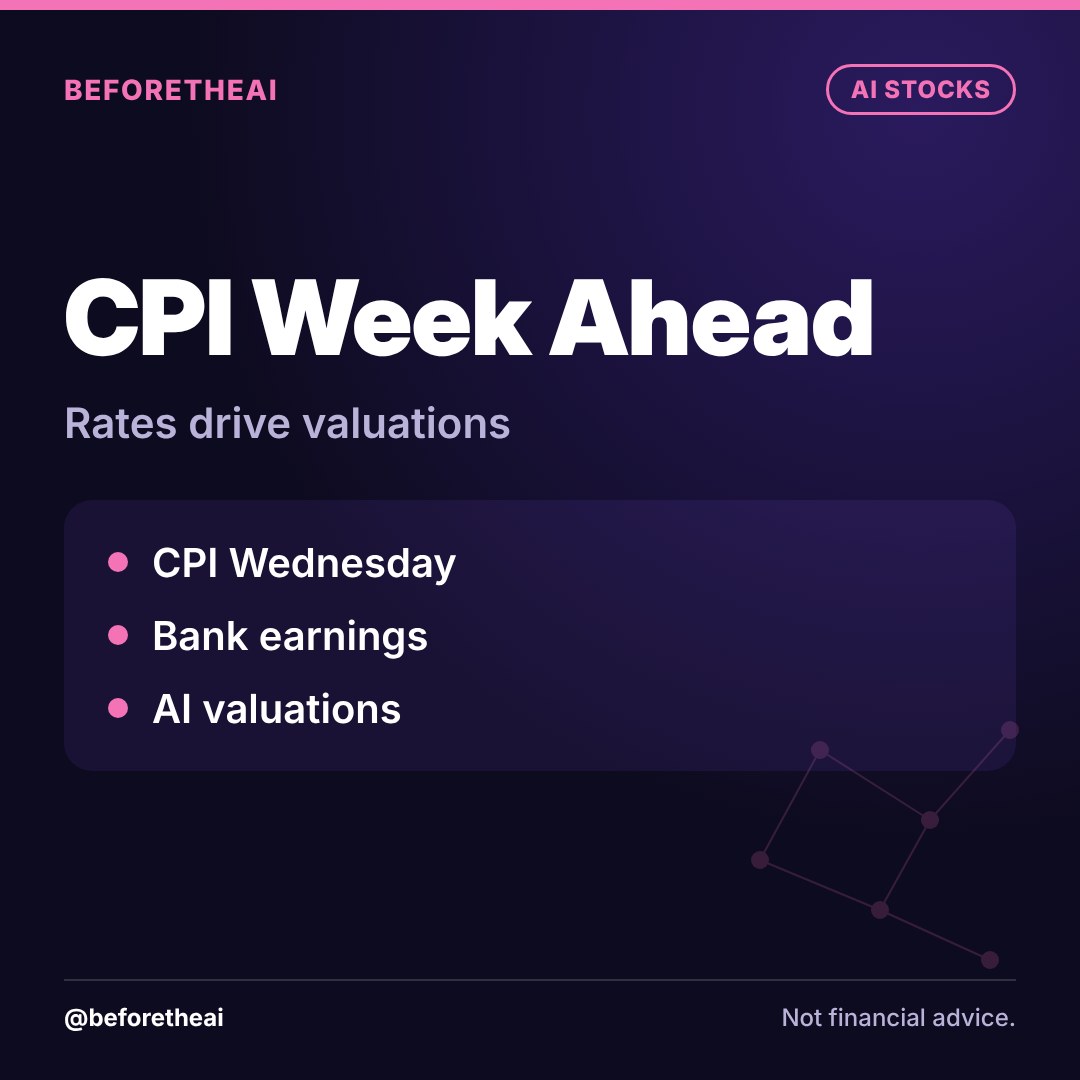 BEFORETHEAI
AI STOCKS
CPI Week Ahead
Rates drive valuations
CPI Wednesday
Bank earnings
AI valuations
@beforetheai
Not financial advice.